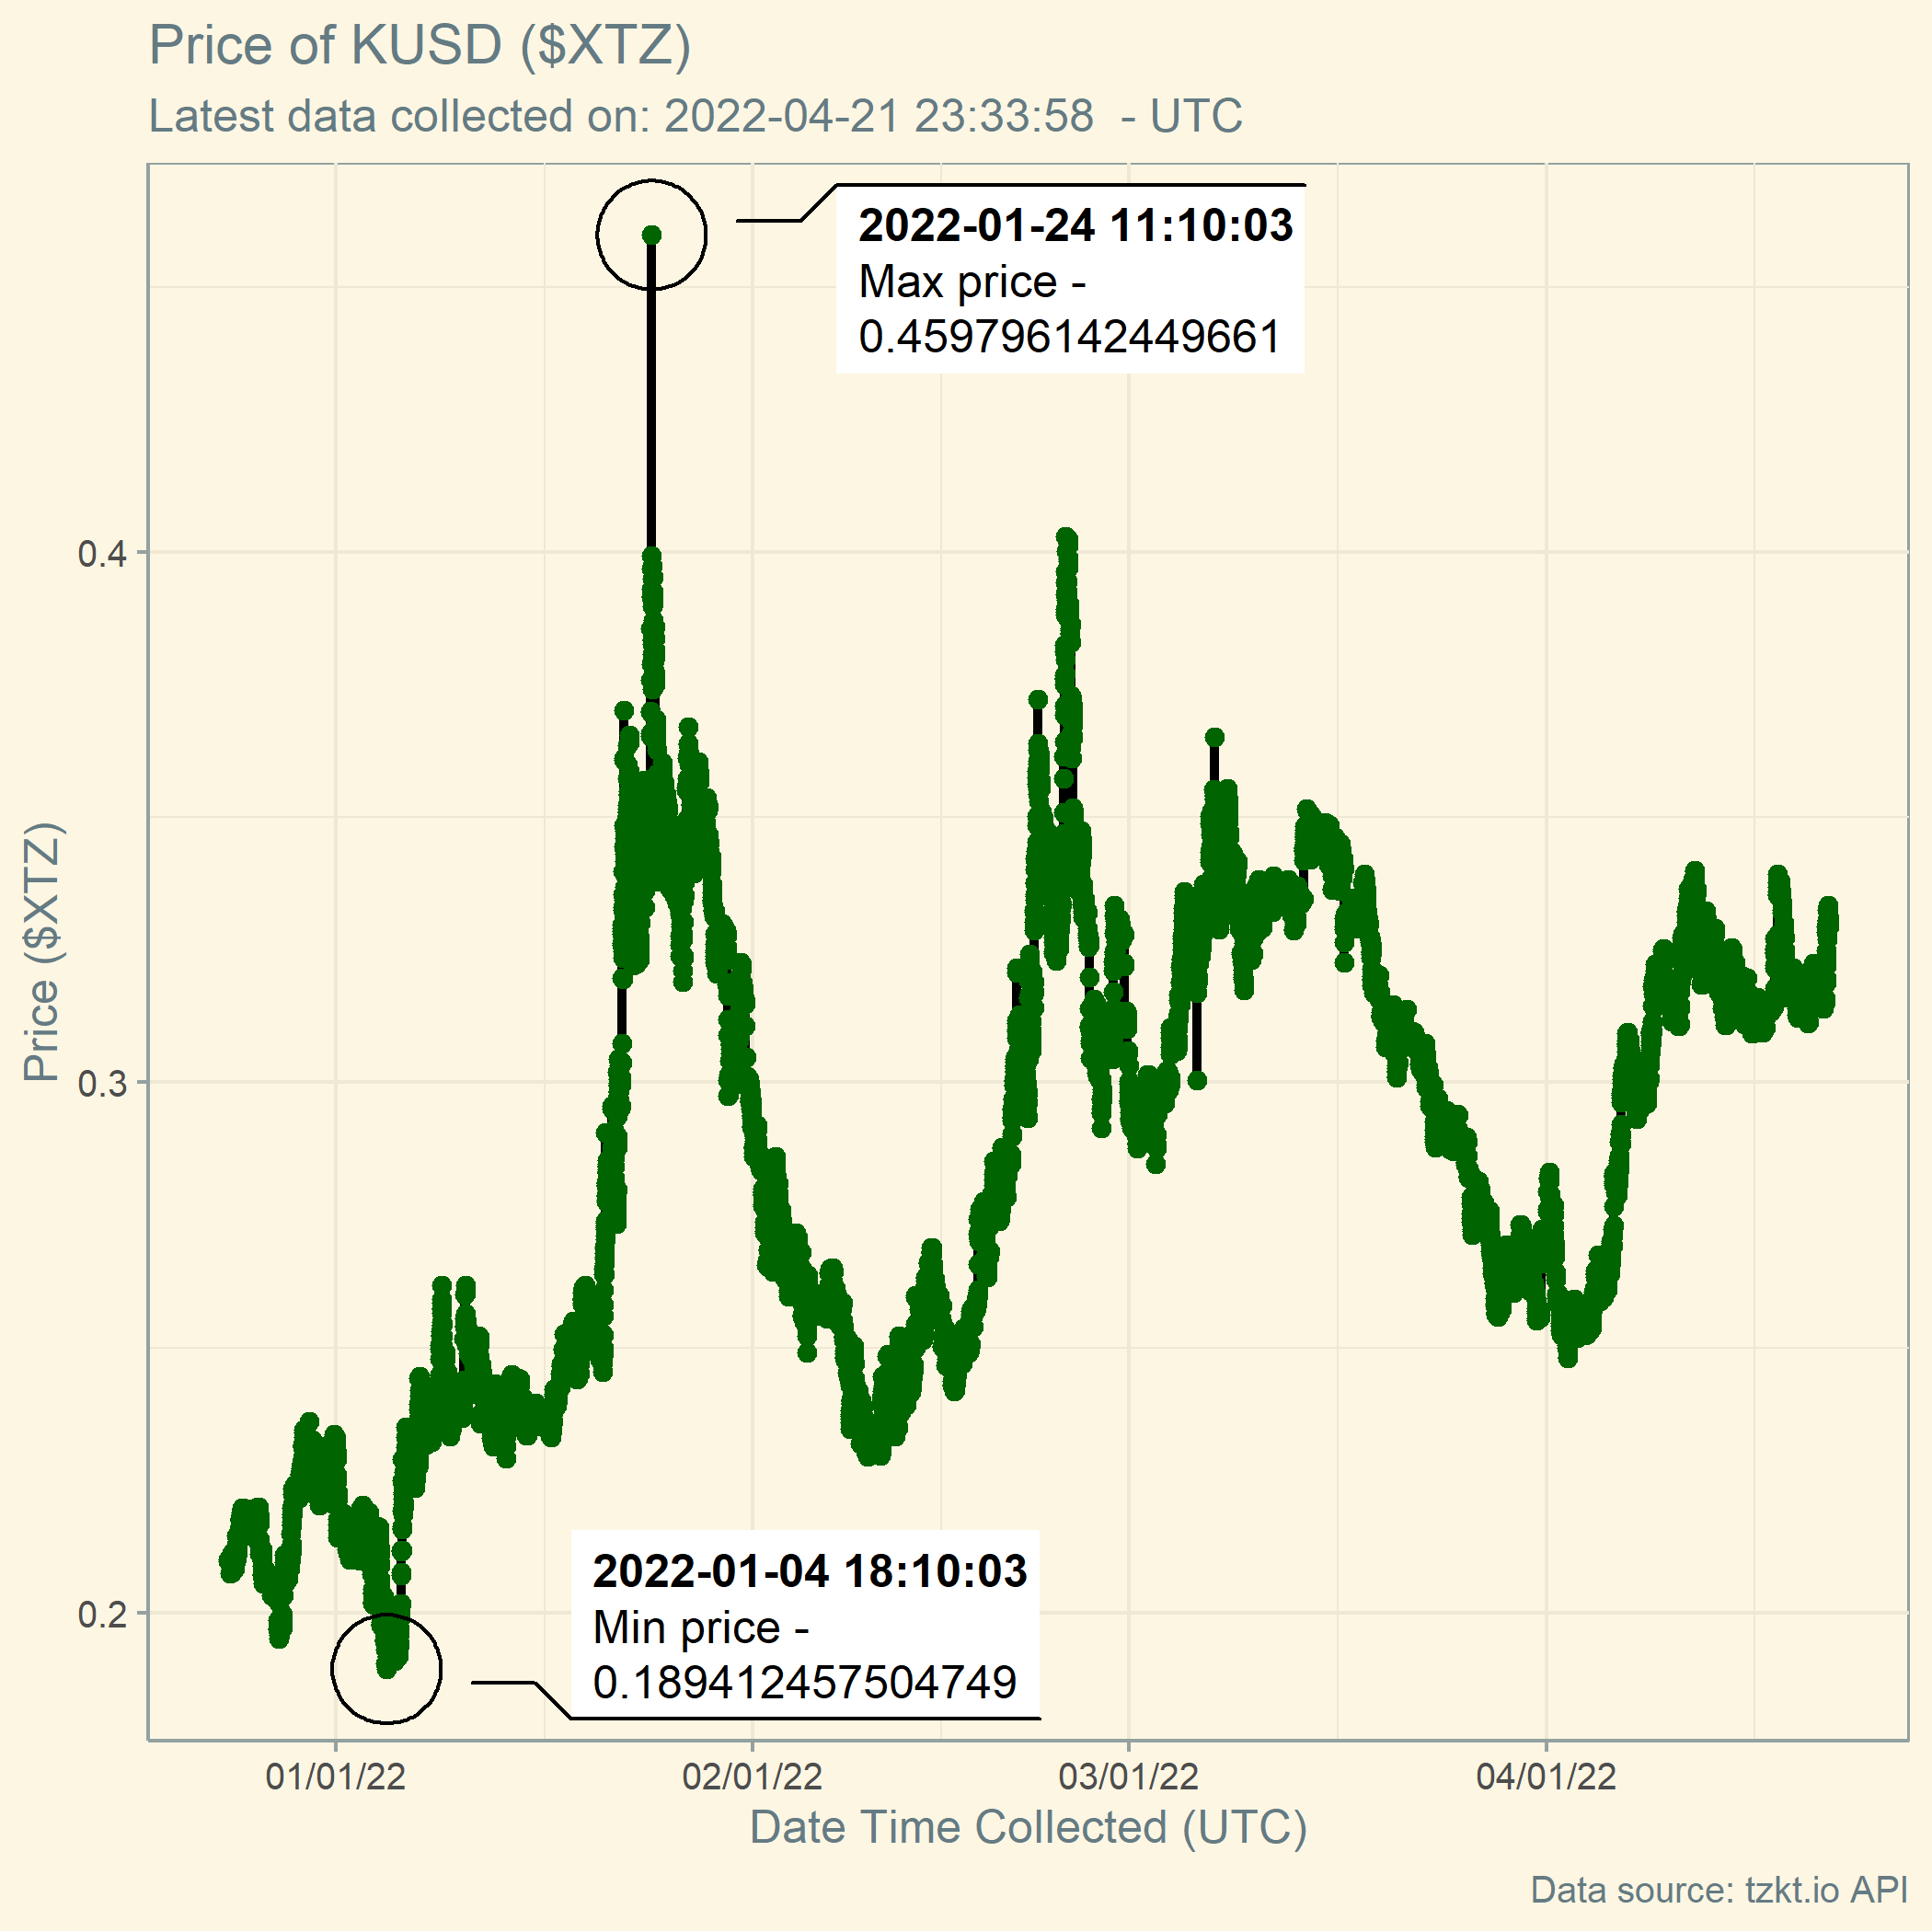 Price of KUSD ($XTZ)
Latest data collected on: 2022-04-21 23:33:58  - UTC
2022-01-24 11:10:03
Max price -
0.459796142449661
0.4
0.3
0.2
Price ($XTZ)
2022-01-04 18:10:03
Min price -
0.189412457504749
01/01/22
02/01/22
03/01/22
04/01/22
Date Time Collected (UTC)
Data source: tzkt.io API